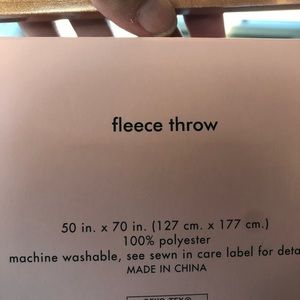 fleece throw
50 in. x 70 in. (127 cm. x 177 cm.)
100% polyester
machine washable, see sewn in care label for deta
MADE IN CHINA